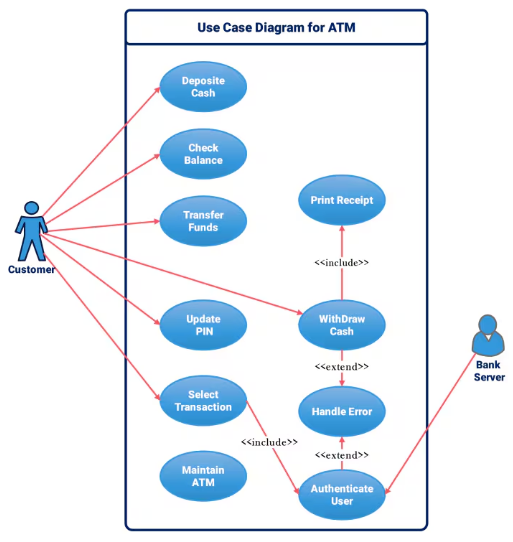 Use Case Diagram for ATM
Deposite
Cash
Check
Balance
Transfer
Funds
Print Receipt
Customer
<<include>>
Update
PIN
WithDraw
Cash
Bank
Server
<<extend>>
Select
Transaction
Handle Error
<<include>>
<<extend>>
Maintain
ATM
Authenticate
User